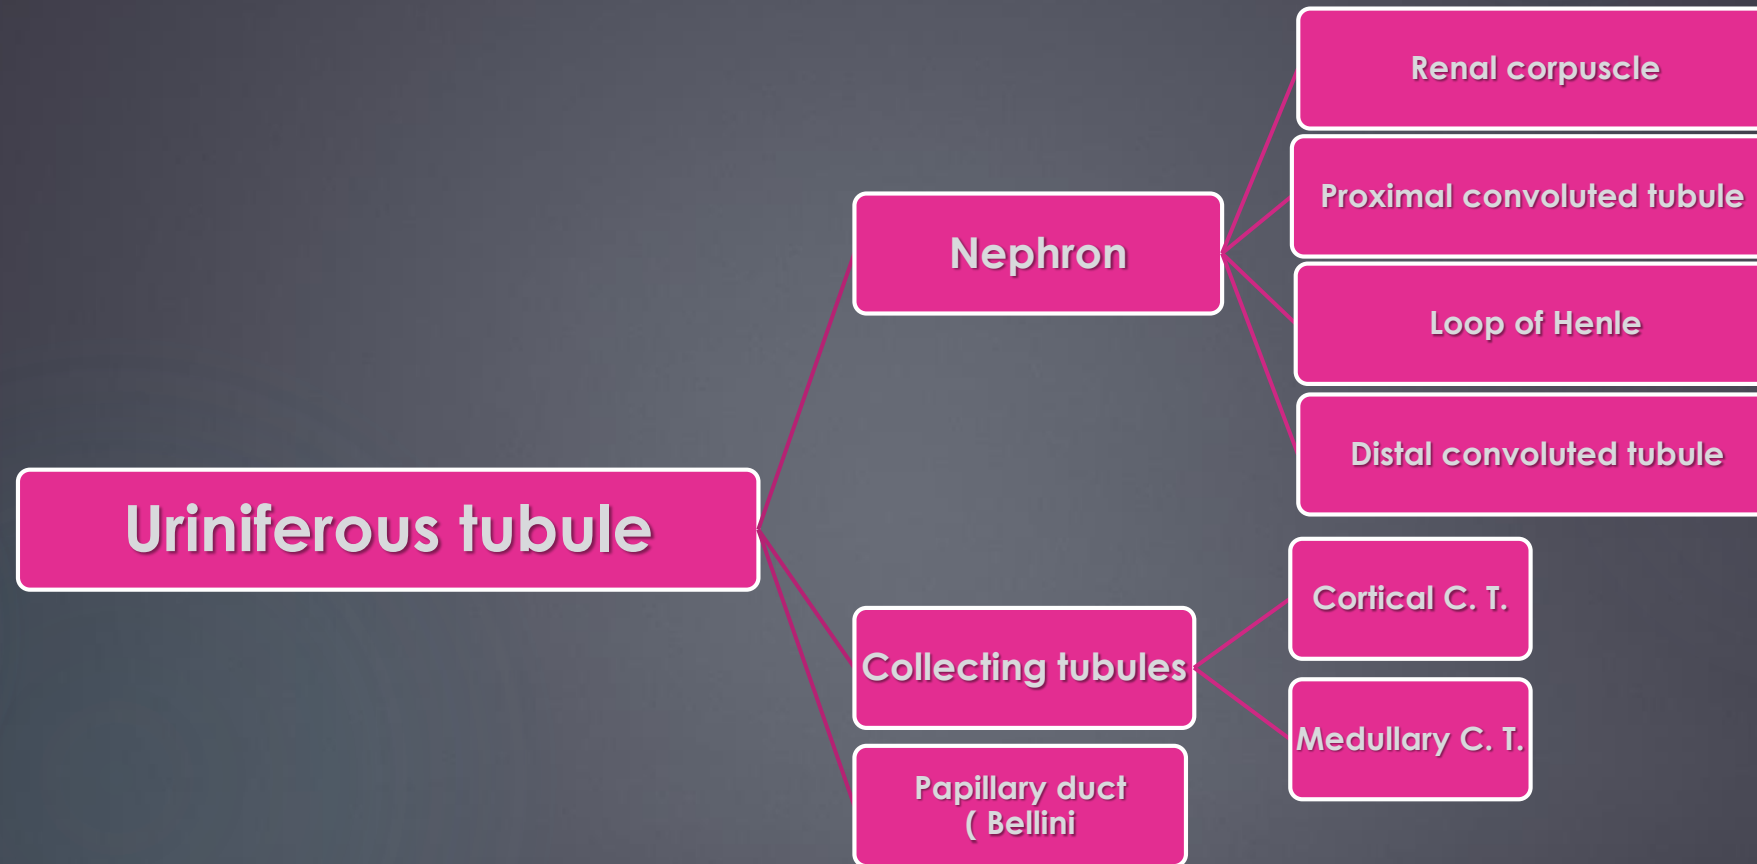 Uriniferous tubule
Nephron
Renal corpuscle
Proximal convoluted tubule
Loop of Henle
Distal convoluted tubule
Collecting tubules
Cortical C. T.
Medullary C. T.
Papillary duct
( Bellini